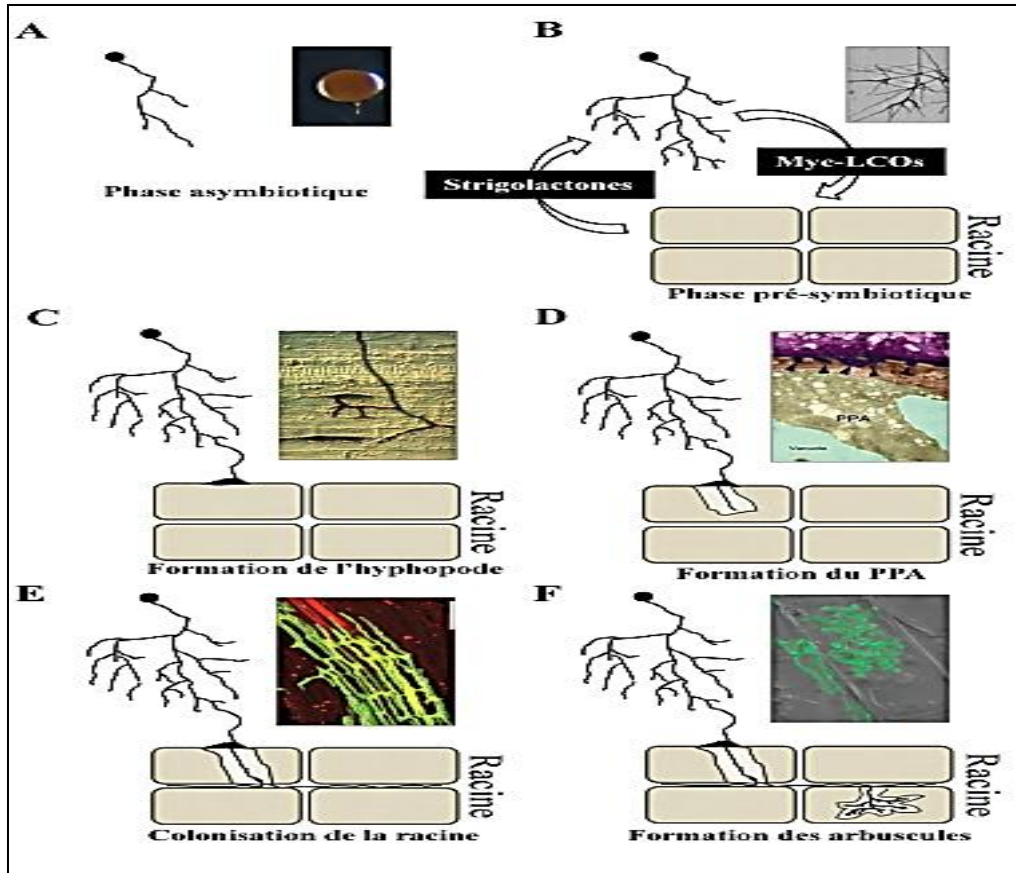 A
Phase asymbiotique
B
Strigolactones
Myc-LCOs
Racine
Phase pré-symbiotique
C
Racine
Formation de l'hyphopode
D
PPA
Vacuole
Racine
Formation du PPA
E
Racine
Colonisation de la racine
F
Racine
Formation des arbuscules